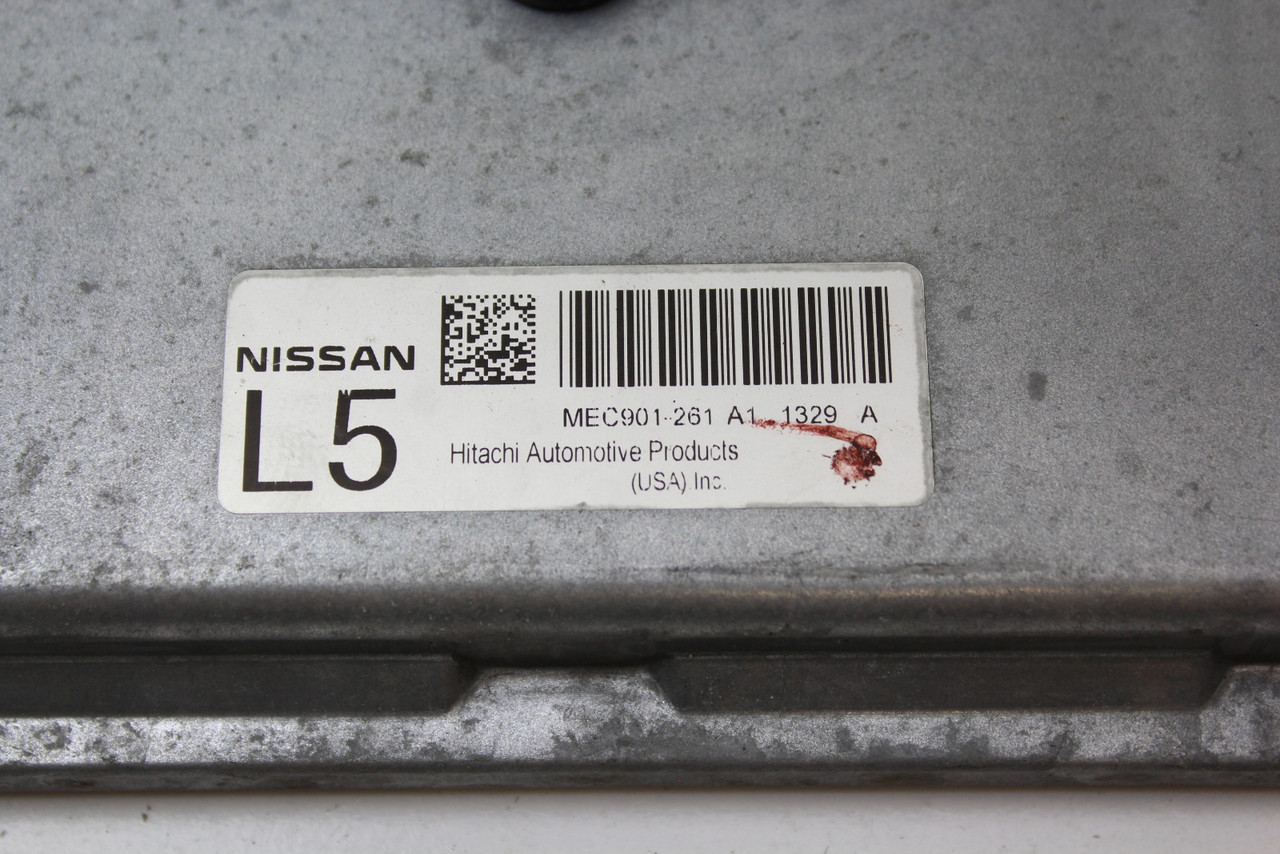 NISSAN
L5
MEC901-261 A1 1329 A
Hitachi Automotive Products
(USA) Inc.